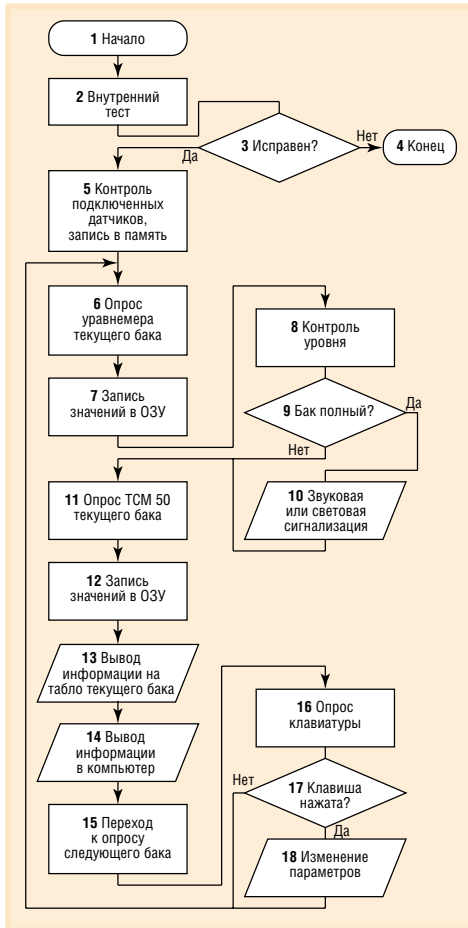 1 Начало
2 Внутренний
тест
3 Исправен?
Нет
4 Конец
Да
5 Контроль
подключенных
датчиков,
запись в память
6 Опрос
уравнемера
текущего бака
7 Запись
значений в ОЗУ
8 Контроль
уровня
9 Бак полный?
Да
Нет
10 Звуковая
или световая
сигнализация
11 Опрос ТСМ 50
текущего бака
12 Запись
значений в ОЗУ
13 Вывод
информации на
табло текущего бака
14 Вывод
информации
в компьютер
15 Переход
к опросу
следующего бака
16 Опрос
клавиатуры
Нет
17 Клавиша
нажата?
Да
18 Изменение
параметров